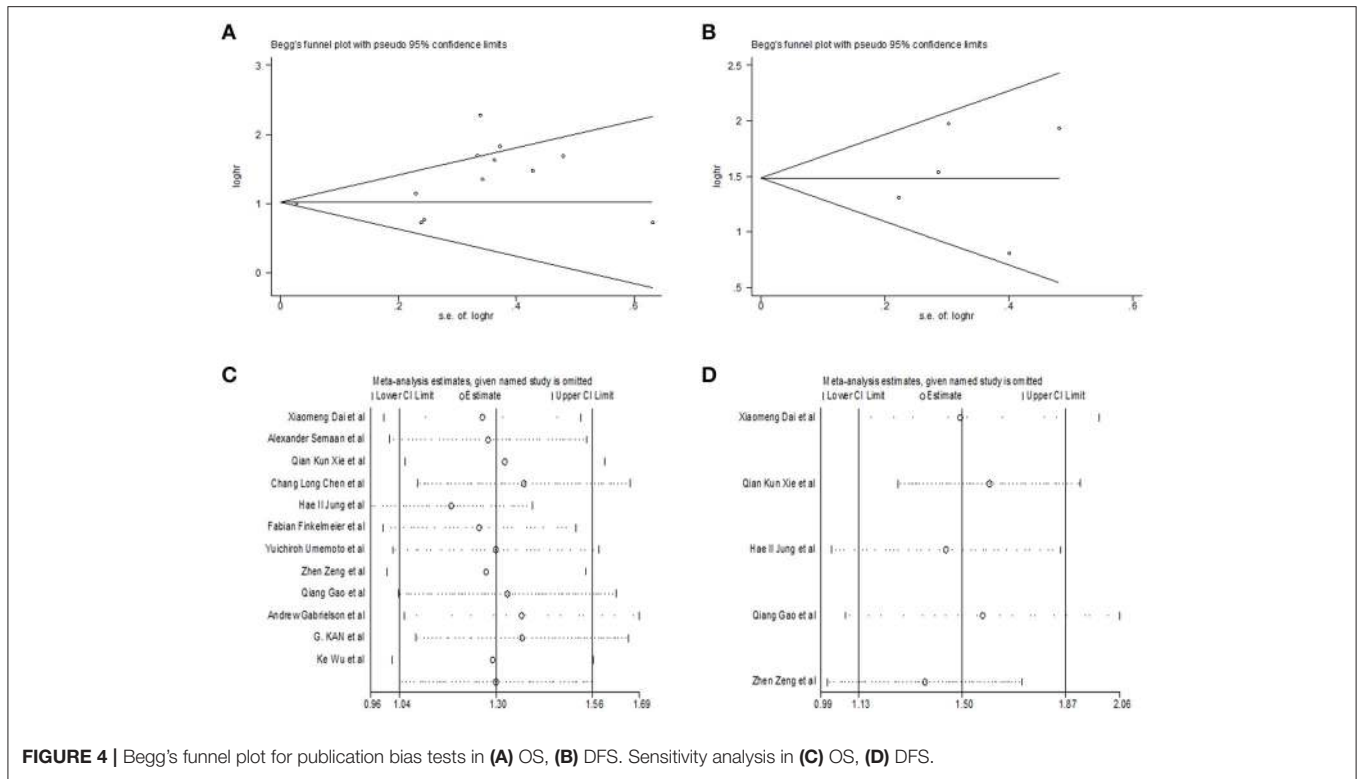 A
Begg's funnel plot with pseudo 95% confidence limits
loghr
3
2
1
0
0 .2 .4 .6
s.e. of: loghr
B
Begg's funnel plot with pseudo 95% confidence limits
loghr
2.5
2
1.5
1
.5
0 .2 .4 .6
s.e. of: loghr
C
Meta-analysis estimates, given named study is omitted
Lower CI Limit Estimate Upper CI Limit
Xiaomeng Dai et al
Alexander Semaan et al
Qian Kun Xie et al
Chang Long Chen et al
Hae Il Jung et al
Fabian Finkelmeier et al
Yuichiroh Umemoto et al
Zhen Zeng et al
Qiang Gao et al
Andrew Gabrielson et al
G. KAN et al
Ke Wu et al
0.96 1.04 1.30 1.56 1.69
D
Meta-analysis estimates, given named study is omitted
Lower CI Limit Estimate Upper CI Limit
Xiaomeng Dai et al
Qian Kun Xie et al
Hae Il Jung et al
Qiang Gao et al
Zhen Zeng et al
0.99 1.13 1.50 1.87 2.06
FIGURE 4 | Begg's funnel plot for publication bias tests in (A) OS, (B) DFS. Sensitivity analysis in (C) OS, (D) DFS.